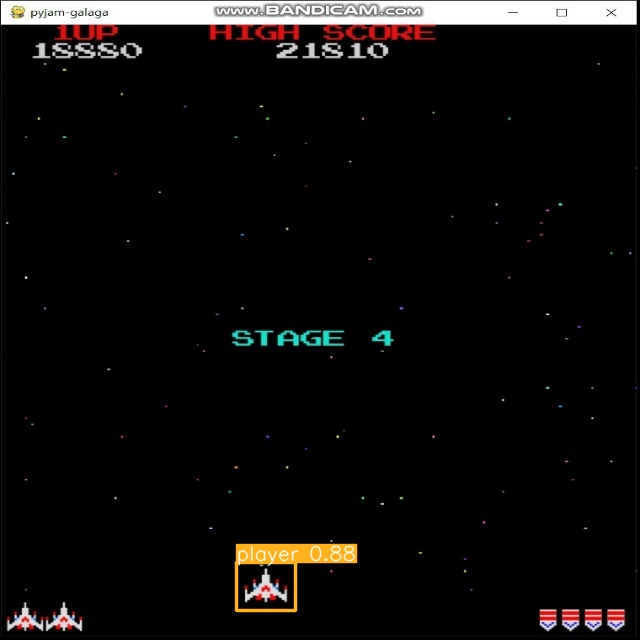 pyjam-galaga
www.BANDICAM.com
1UP HIGH SCORE
18880 21810
STAGE 4
player 0.88